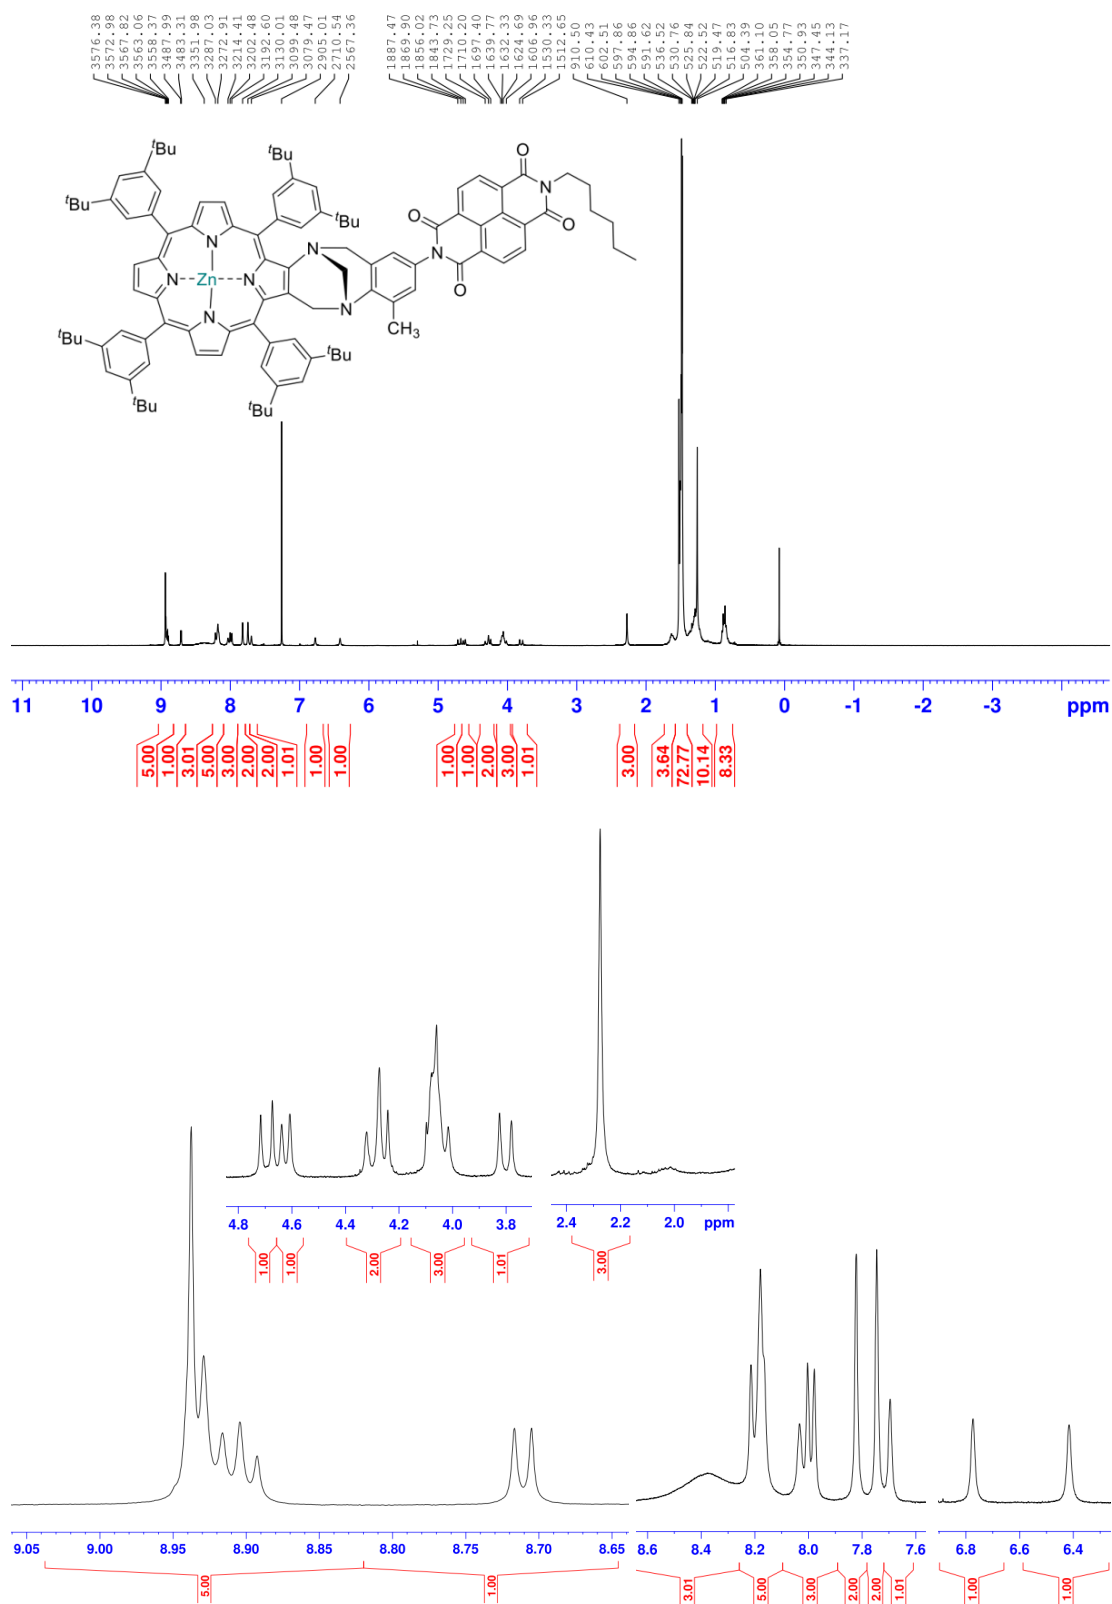 3576.38
3572.98
3567.82
3563.06
3558.37
3487.99
3483.31
3351.98
3287.03
3272.91
3214.41
3202.48
3192.60
3130.01
3099.48
3079.47
2905.01
2710.54
2567.36
1887.47
1869.90
1856.02
1843.73
1729.25
1710.20
1697.40
1639.77
1632.33
1624.69
1606.96
1530.33
1512.65
910.50
610.43
602.51
597.86
594.86
591.62
536.52
530.76
525.84
522.52
519.47
516.83
504.39
361.10
358.05
354.77
350.93
347.45
344.13
337.17
tBu
tBu
tBu
tBu
N
N
N
N
Zn
tBu
tBu
tBu
tBu
N
N
CH3
O
O
N
N
O
O
11 10 9 8 7 6 5 4 3 2 1 0 -1 -2 -3 ppm
5.00 1.00 3.01 5.00 3.00 2.00 2.00 1.01 1.00 1.00 1.00 1.00 2.00 3.00 1.01 3.00 3.64 72.77 10.14 8.33
4.8 4.6 4.4 4.2 4.0 3.8
1.00 1.00 2.00 3.00 1.01
2.4 2.2 2.0 ppm
3.00
9.05 9.00 8.95 8.90 8.85 8.80 8.75 8.70 8.65
5.00 1.00
8.6 8.4 8.2 8.0 7.8 7.6
3.01 5.00 3.00 2.00 2.00 1.01
6.8 6.6 6.4
1.00 1.00